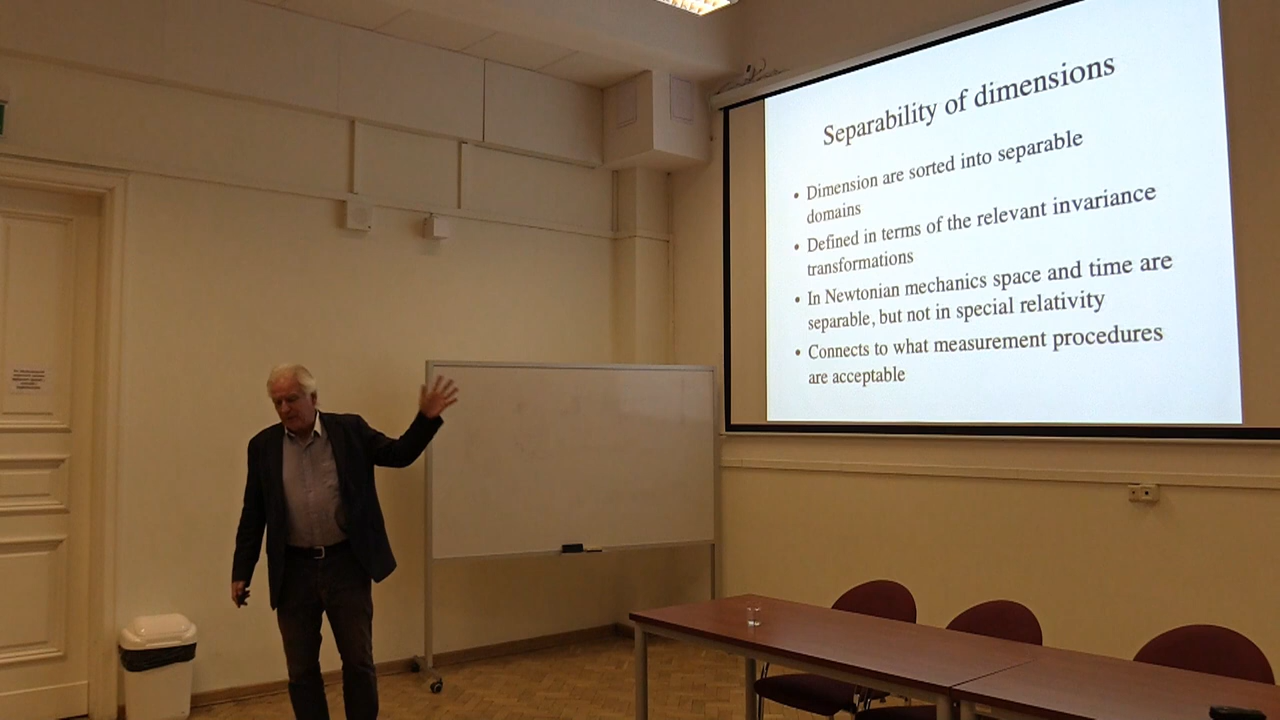 Separability of dimensions
• Dimension are sorted into separable
domains
• Defined in terms of the relevant invariance
transformations
• In Newtonian mechanics space and time are
separable, but not in special relativity
• Connects to what measurement procedures
are acceptable